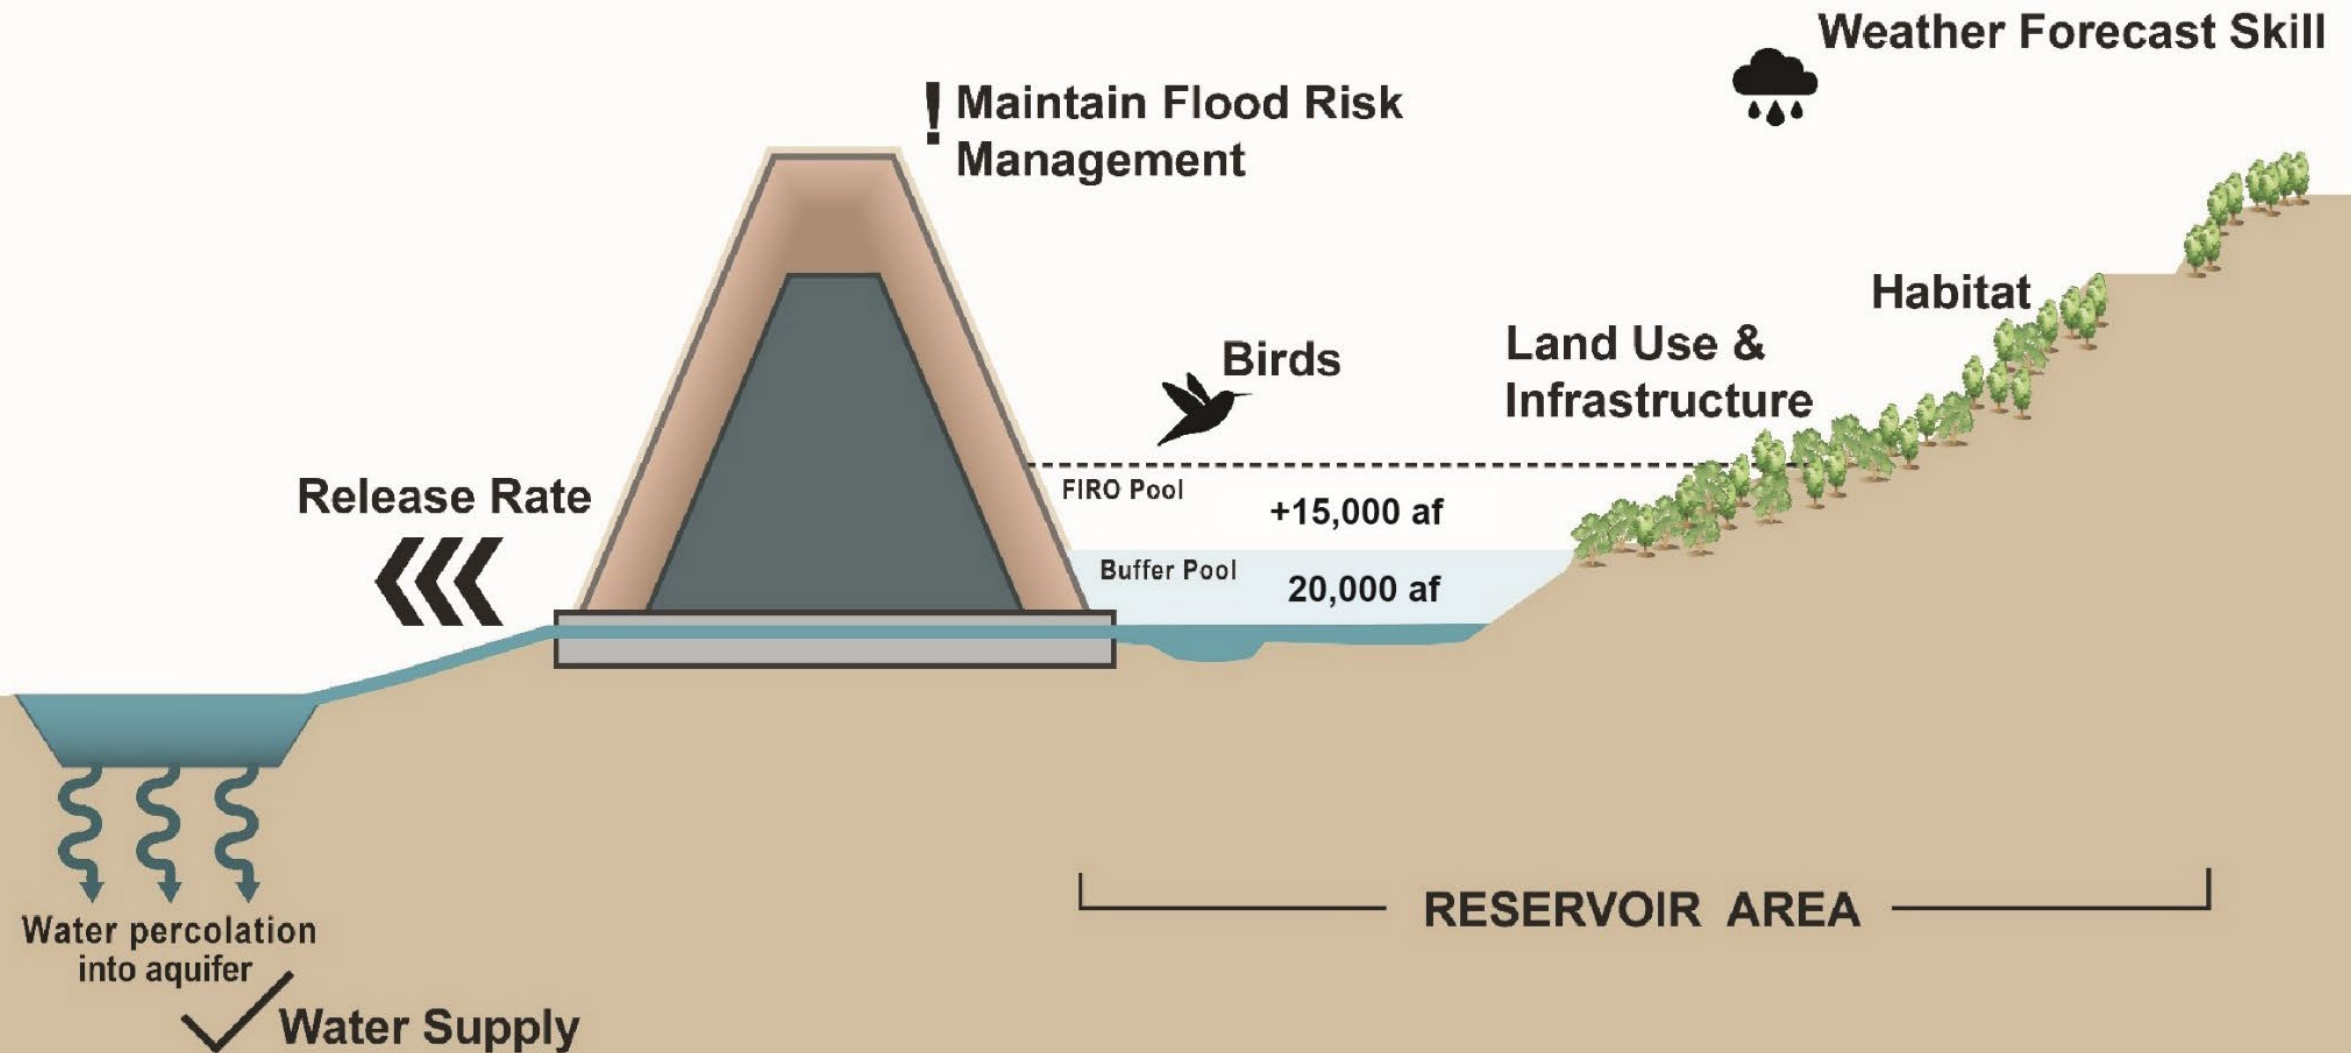 Weather Forecast Skill
! Maintain Flood Risk
Management
Habitat
Birds
Land Use &
Infrastructure
Release Rate
FIRO Pool
+15,000 af
Buffer Pool
20,000 af
RESERVOIR AREA
Water percolation
into aquifer
Water Supply